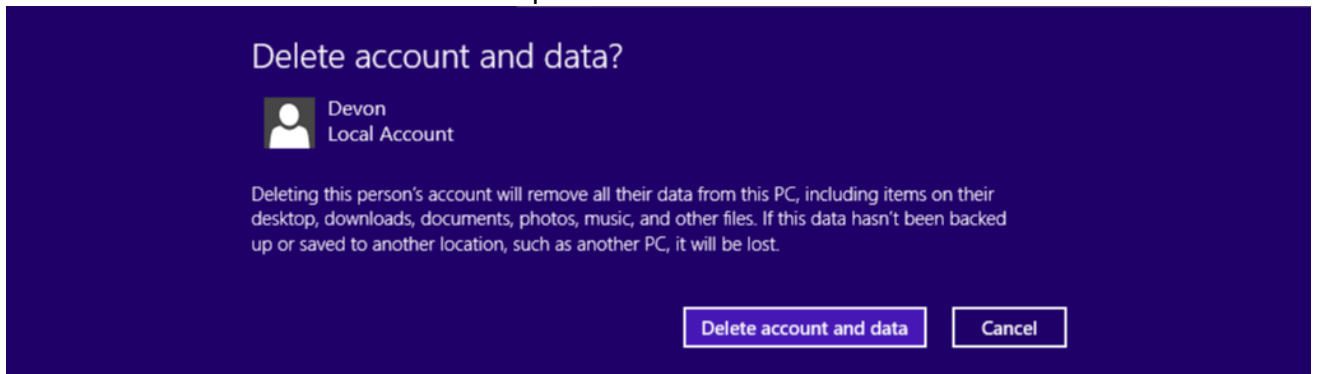 Delete account and data?
Devon
Local Account
Deleting this person's account will remove all their data from this PC, including items on their
desktop, downloads, documents, photos, music, and other files. If this data hasn't been backed
up or saved to another location, such as another PC, it will be lost.
Delete account and data Cancel